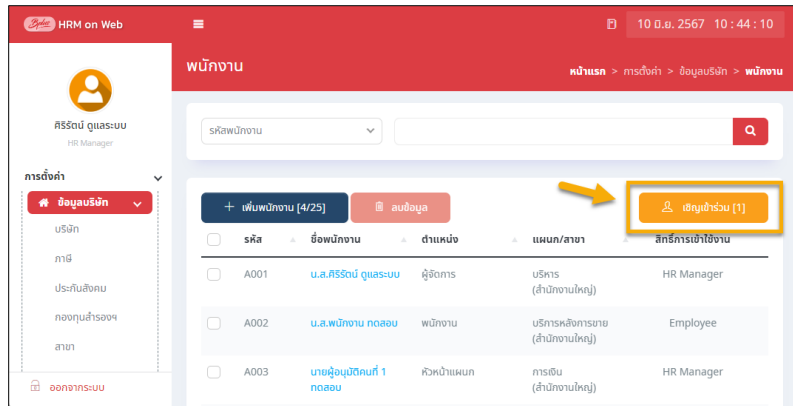 Byte HRM on Web
10 มิ.ย. 2567 10 : 44 : 10
พนักงาน
หน้าแรก > การตั้งค่า > ข้อมูลบริษัท > พนักงาน
ศิริรัตน์ ดูแลระบบ
HR Manager
รหัสพนักงาน
การตั้งค่า
ข้อมูลบริษัท
บริษัท
ภาษี
ประกันสังคม
กองทุนสำรองฯ
สาขา
ออกจากระบบ
+ เพิ่มพนักงาน [4/25]
ลบข้อมูล
เชิญเข้าร่วม [1]
รหัส ชื่อพนักงาน ตำแหน่ง แผนก/สาขา สิทธิ์การเข้าใช้งาน
A001 น.ส.ศิริรัตน์ ดูแลระบบ ผู้จัดการ บริหาร HR Manager
(สำนักงานใหญ่)
A002 น.ส.พนักงาน ทดสอบ พนักงาน บริการหลังการขาย Employee
(สำนักงานใหญ่)
A003 นายผู้อนุมัติคนที่ 1 หัวหน้าแผนก การเงิน HR Manager
ทดสอบ (สำนักงานใหญ่)